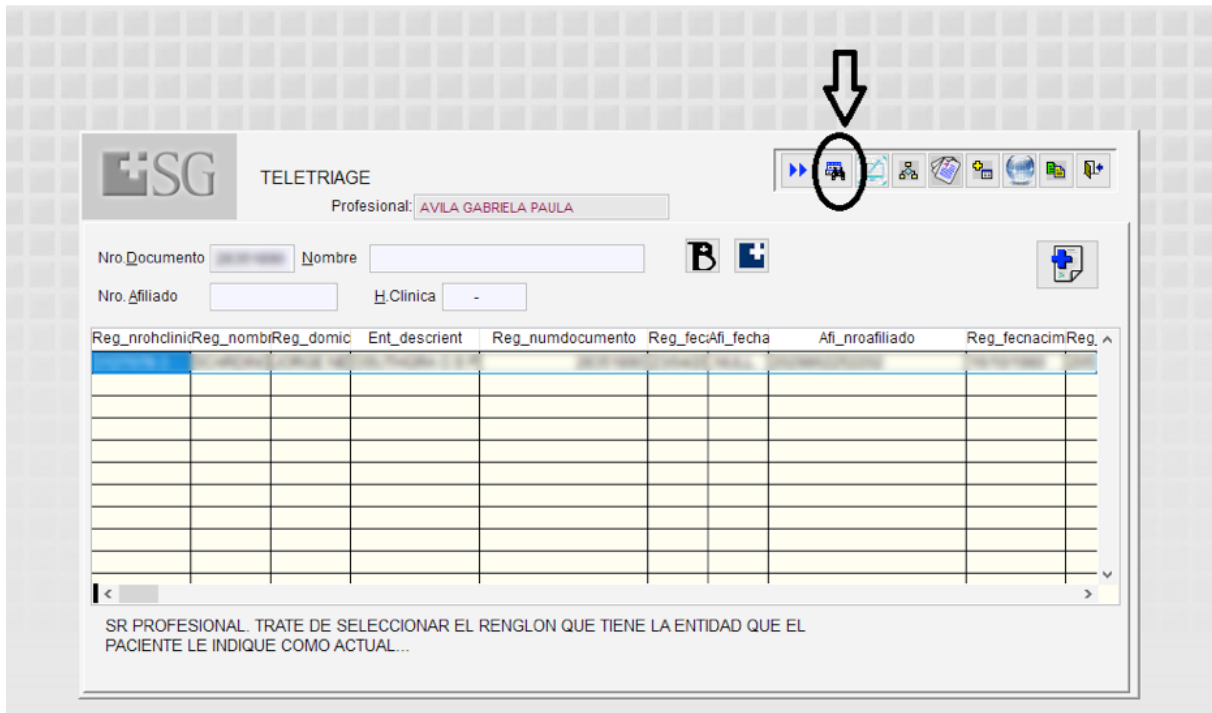 SG
TELETRIAGE
Profesional: AVILA GABRIELA PAULA
Nro.Documento Nombre
B
Nro. Afiliado H.Clinica -
Reg_nrohclinic Reg_nombr Reg_domic Ent_descrient Reg_numdocumento Reg_fec Afi_fecha Afi_nroafiliado Reg_fecnacim Reg_
SR PROFESIONAL. TRATE DE SELECCIONAR EL RENGLON QUE TIENE LA ENTIDAD QUE EL
PACIENTE LE INDIQUE COMO ACTUAL...